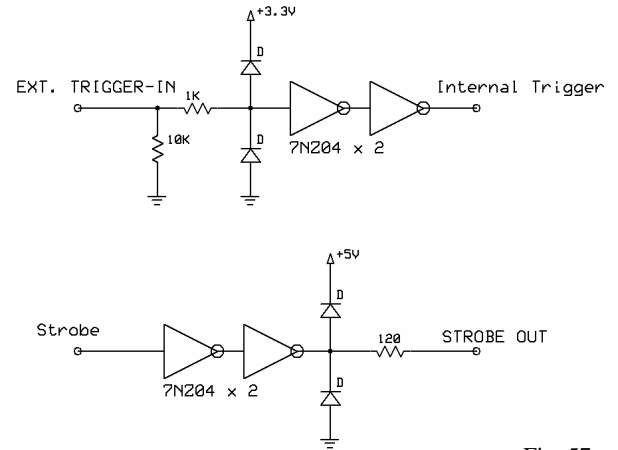 +3.3V
D
EXT. TRIGGER-IN
1K
Internal Trigger
10K
D
7NZ04 x 2
+5V
D
Strobe
120
STROBE OUT
7NZ04 x 2
D